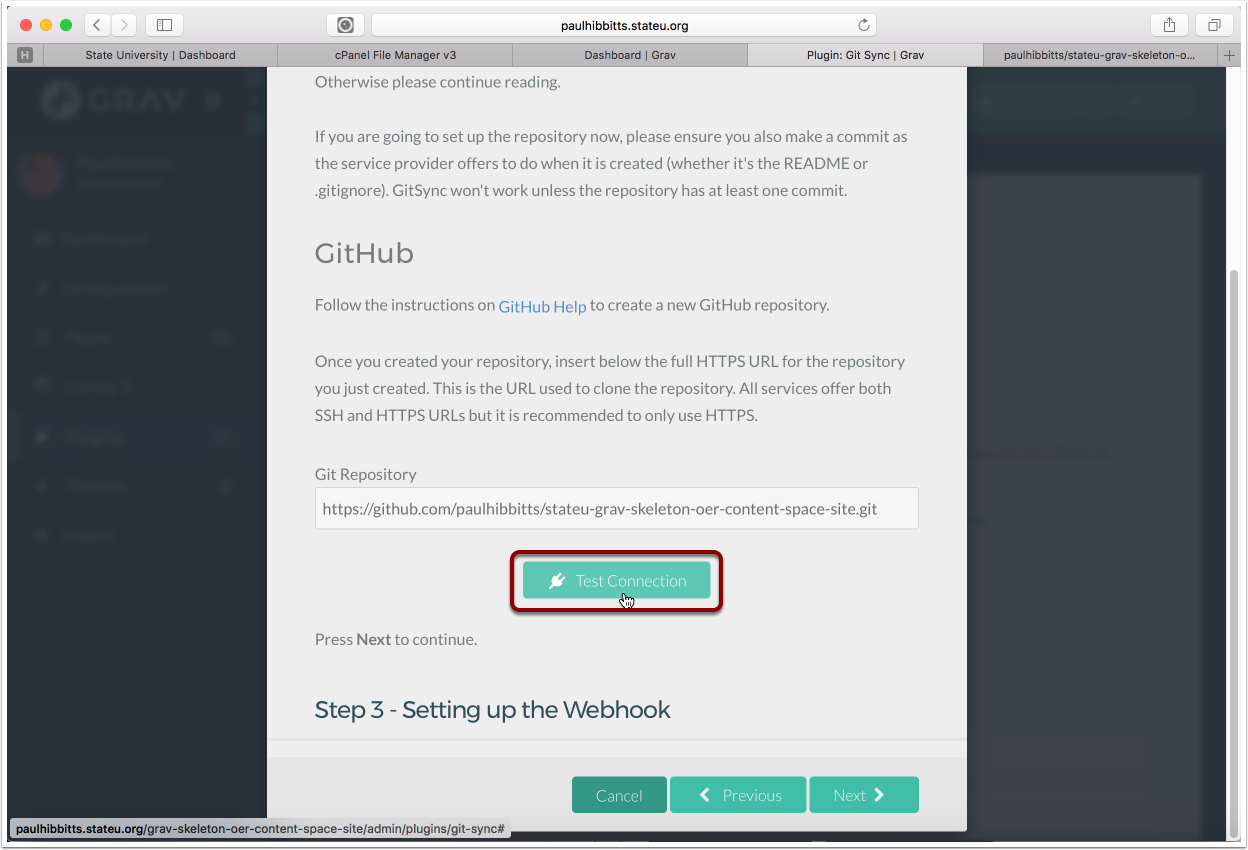 paulhibbitts.stateu.org
H
State University | Dashboard
cPanel File Manager v3
Dashboard | Grav
Plugin: Git Sync | Grav
paulhibbitts/stateu-grav-skeleton-o...
GRAV
Otherwise please continue reading.
If you are going to set up the repository now, please ensure you also make a commit as
the service provider offers to do when it is created (whether it's the README or
.gitignore). GitSync won't work unless the repository has at least one commit.
GitHub
Follow the instructions on GitHub Help to create a new GitHub repository.
Once you created your repository, insert below the full HTTPS URL for the repository
you just created. This is the URL used to clone the repository. All services offer both
SSH and HTTPS URLs but it is recommended to only use HTTPS.
Git Repository
https://github.com/paulhibbitts/stateu-grav-skeleton-oer-content-space-site.git
Test Connection
Press Next to continue.
Step 3 - Setting up the Webhook
Cancel
Previous
Next
paulhibbitts.stateu.org/grav-skeleton-oer-content-space-site/admin/plugins/git-sync#